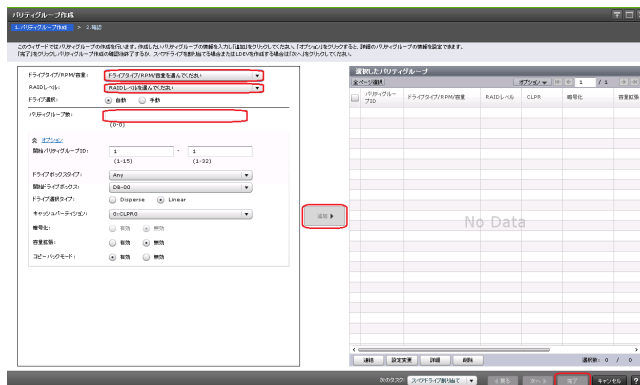 パリティグループ作成
1.パリティグループ作成 > 2.確認
このウィザードではパリティグループの作成を行います。作成したいパリティグループの情報を入力し「追加」をクリックしてください。「オプション」をクリックすると、詳細のパリティグループの情報を設定できます。
「完了」をクリックしパリティグループ作成の確認後終了するか、スペアドライブを割り当てる場合またはLDEVを作成する場合は「次へ」をクリックしてください。
ドライブタイプ/RPM/容量: ドライブタイプ/RPM/容量を選んでください
RAIDレベル: RAIDレベルを選んでください
ドライブ選択: 自動 手動
パリティグループ数:
(0-0)
オプション
開始パリティグループID: 1 - 1
(1-15) (1-32)
ドライブボックスタイプ: Any
開始ドライブボックス: DB-00
ドライブ選択タイプ: Disperse Linear
キャッシュパーティション: 0:CLPR0
暗号化: 有効 無効
容量拡張: 有効 無効
コピーバックモード: 有効 無効
追加
選択したパリティグループ
全ページ選択 オプション 1 / 1
パリティグループID ドライブタイプ/RPM/容量 RAIDレベル CLPR 暗号化 容量拡張
No Data
連結 設定変更 詳細 削除 選択数: 0 / 0
次のタスク: スペアドライブ割り当て 戻る 次へ 完了 キャンセル ?